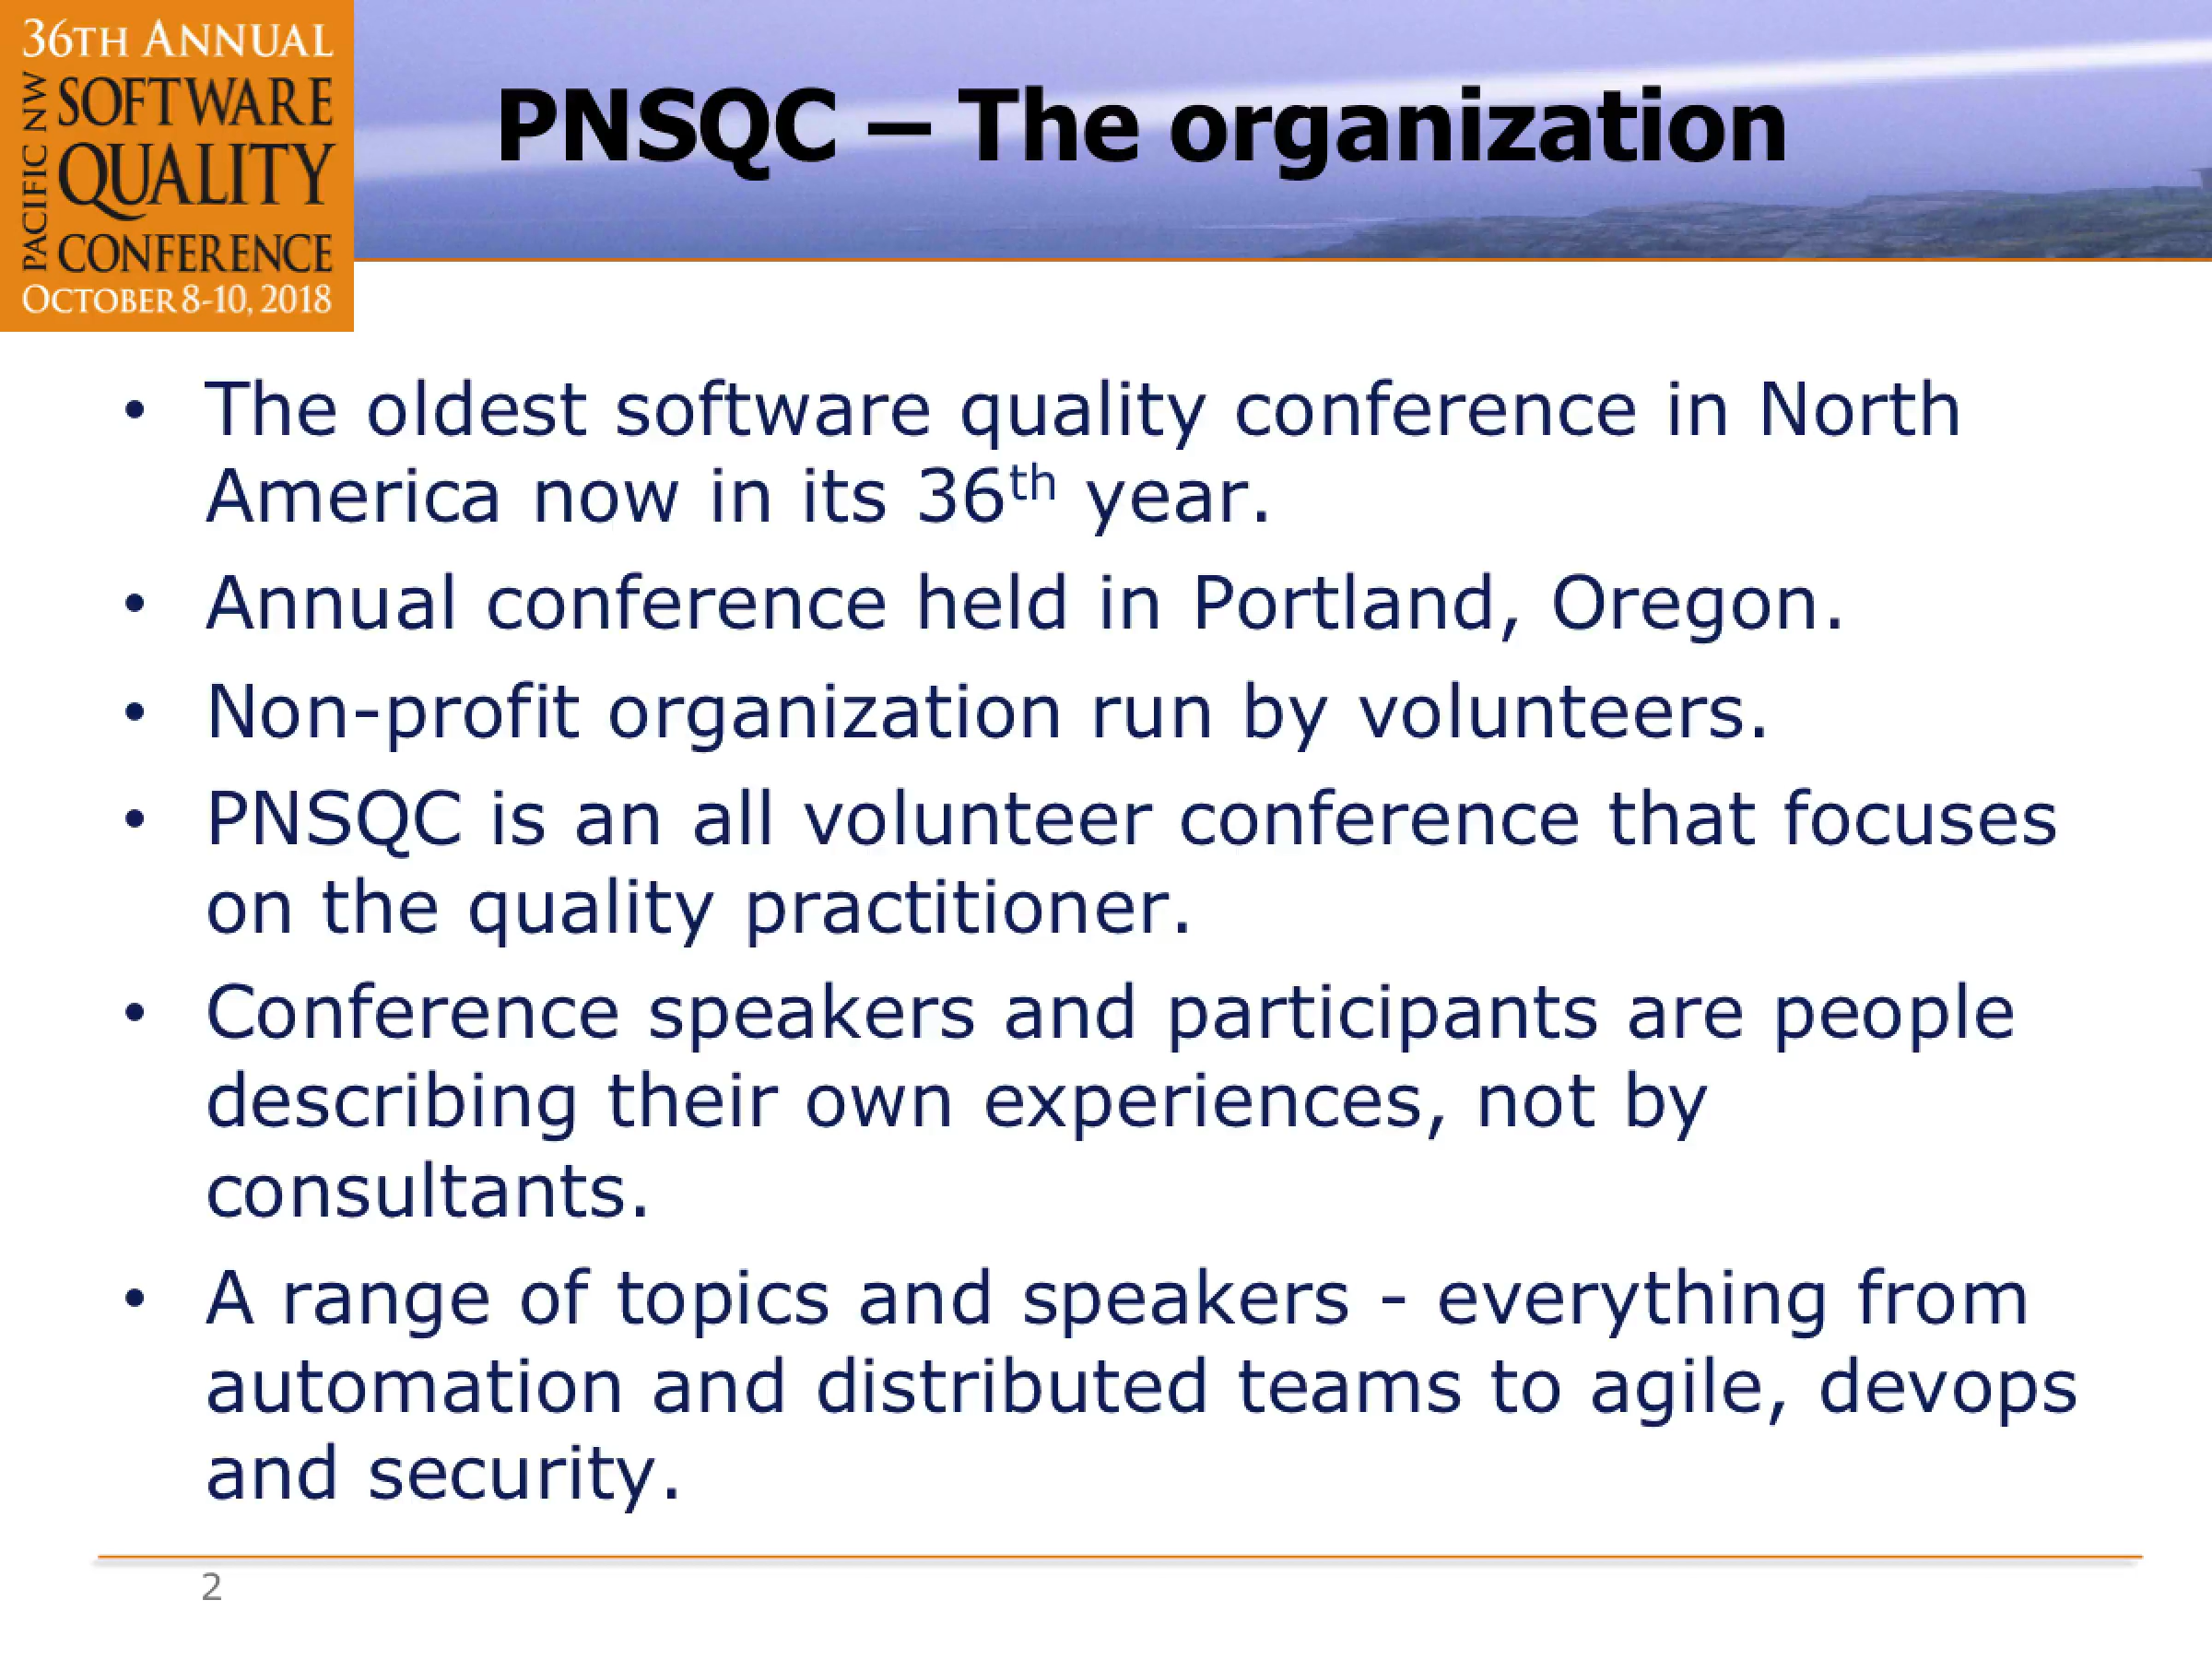 36TH ANNUAL
PACIFIC NW
SOFTWARE
QUALITY
CONFERENCE
OCTOBER 8-10, 2018
PNSQC – The organization
• The oldest software quality conference in North
America now in its 36th year.
• Annual conference held in Portland, Oregon.
• Non-profit organization run by volunteers.
• PNSQC is an all volunteer conference that focuses
on the quality practitioner.
• Conference speakers and participants are people
describing their own experiences, not by
consultants.
• A range of topics and speakers - everything from
automation and distributed teams to agile, devops
and security.
2